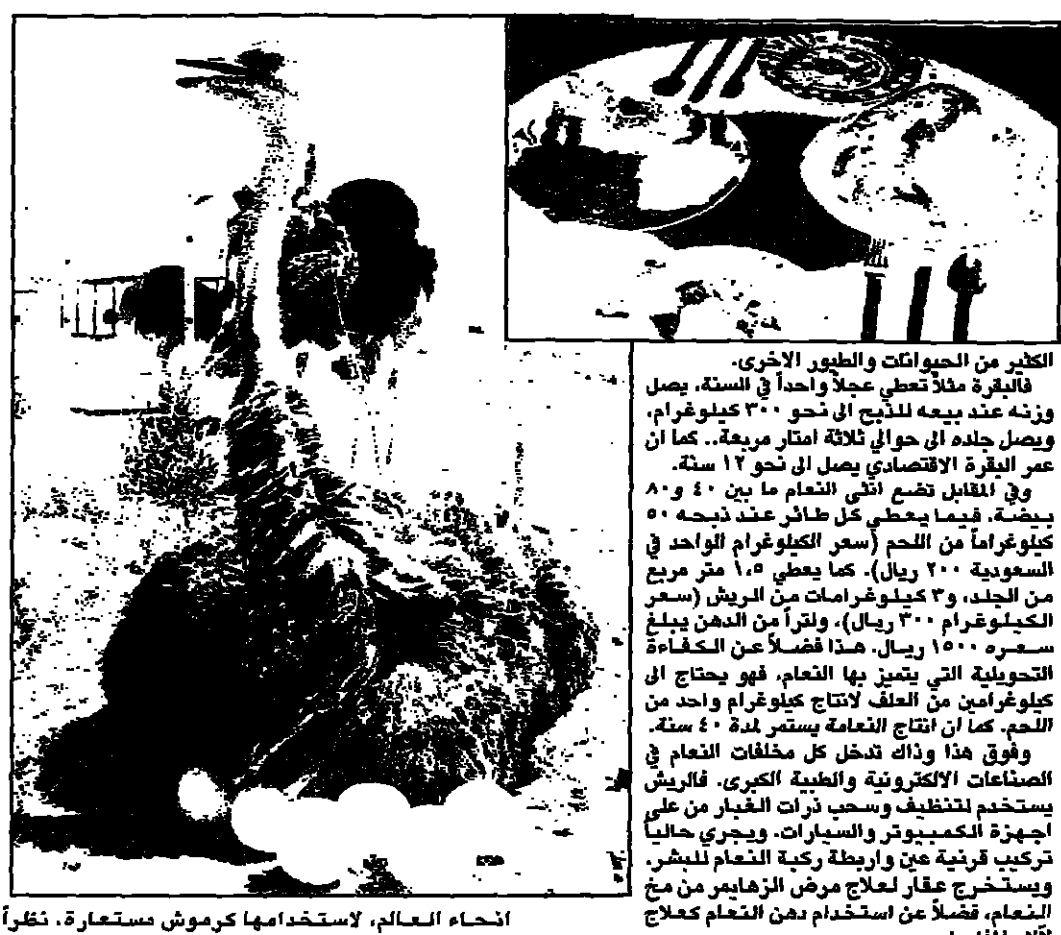 الكثير من الحيوانات والطيور الاخرى.
فالبقرة مثلاً تعطي عجلاً واحداً في السنة، يصل
وزنه عند بيعه للذبح الى نحو ٣٠٠ كيلوغرام،
ويصل جلده الى حوالي ثلاثة امتار مربعة.. كما ان
عمر البقرة الاقتصادي يصل الى نحو ١٢ سنة.
وفي المقابل تضع انثى النعام ما بين ٤٠ و٨٠
بيضة، فيما يعطي كل طائر عند ذبحه ٥٠
كيلوغراماً من اللحم (سعر الكيلوغرام الواحد في
السعودية ٢٠٠ ريال)، كما يعطي ١,٥ متر مربع
من الجلد، و٣ كيلوغرامات من الريش (سعر
الكيلوغرام ٣٠٠ ريال)، ولتراً من الدهن يبلغ
سعره ١٥٠٠ ريال. هذا فضلاً عن الكفاءة
التحويلية التي يتميز بها النعام، فهو يحتاج الى
كيلوغرامين من العلف لانتاج كيلوغرام واحد من
اللحم. كما ان انتاج النعامة يستمر لمدة ٤٠ سنة.
وفوق هذا وذاك تدخل كل مخلفات النعام في
الصناعات الالكترونية والطبية الكبرى. فالريش
يستخدم لتنظيف وسحب ذرات الغبار من على
اجهزة الكمبيوتر والسيارات. ويجري حالياً
تركيب قرنية عين واربطة ركبة النعام للبشر.
ويستخرج عقار لعلاج مرض الزهايمر من مخ
النعام، فضلاً عن استخدام دهن النعام كعلاج
انحاء العالم، لاستخدامها كرموش مستعارة، نظراً